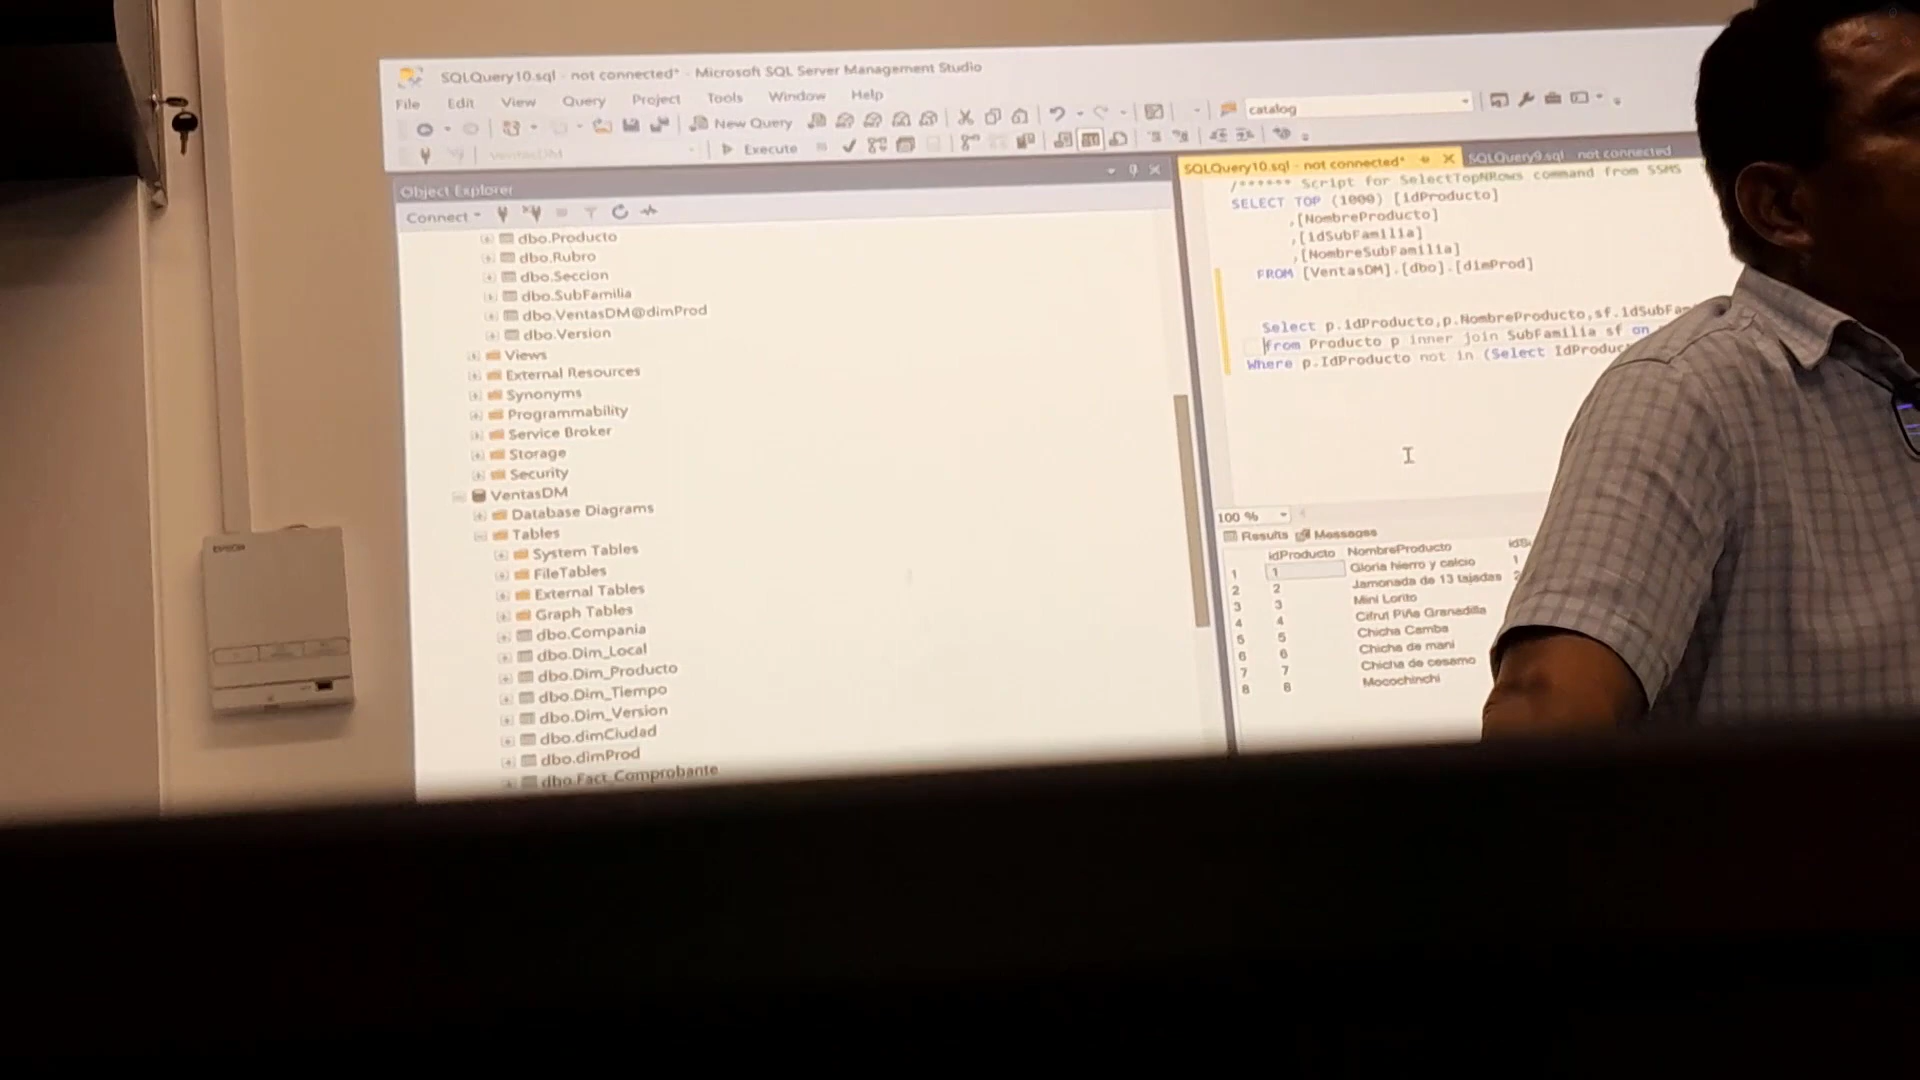 SQLQuery10.sql - not connected* - Microsoft SQL Server Management Studio
File Edit View Query Project Tools Window Help
New Query
catalog
VentasDM
Execute
Object Explorer
Connect
dbo.Producto
dbo.Rubro
dbo.Seccion
dbo.SubFamilia
dbo.VentasDM@dimProd
dbo.Version
Views
External Resources
Synonyms
Programmability
Service Broker
Storage
Security
VentasDM
Database Diagrams
Tables
System Tables
FileTables
External Tables
Graph Tables
dbo.Compania
dbo.Dim_Local
dbo.Dim_Producto
dbo.Dim_Tiempo
dbo.Dim_Version
dbo.dimCiudad
dbo.dimProd
dbo.Fact_Comprobante
SQLQuery10.sql - not connected* SQLQuery9.sql not connected
/****** Script for SelectTopNRows command from SSMS
SELECT TOP (1000) [idProducto]
,[NombreProducto]
,[idSubFamilia]
,[NombreSubFamilia]
FROM [VentasDM].[dbo].[dimProd]
Select p.idProducto,p.NombreProducto,sf.idSubFam
from Producto p inner join SubFamilia sf on
Where p.IdProducto not in (Select IdProduc
100 %
Results Messages
idProducto NombreProducto
1 1 Gloria hierro y calcio 1
2 2 Jamonada de 13 tajadas 2
3 3 Mini Lorito
4 4 Cifrut Piña Granadilla
5 5 Chicha Camba
6 6 Chicha de mani
7 7 Chicha de cesamo
8 8 Mocochinchi
EPSON